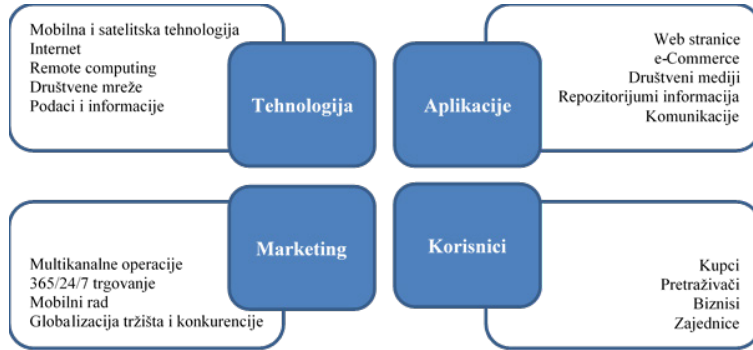 Mobilna i satelitska tehnologija
Internet
Remote computing
Društvene mreže
Podaci i informacije
Tehnologija
Aplikacije
Web stranice
e-Commerce
Društveni mediji
Repozitorijumi informacija
Komunikacije
Marketing
Multikanalne operacije
365/24/7 trgovanje
Mobilni rad
Globalizacija tržišta i konkurencije
Korisnici
Kupci
Pretraživači
Biznisi
Zajednice